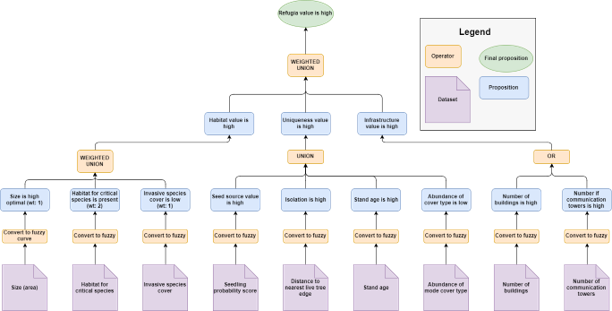 Refugia value is high
Legend
WEIGHTED
UNION
Operator
Final proposition
Dataset
Proposition
Habitat value is
high
Uniqueness value
is high
Infrastructure
value is high
WEIGHTED
UNION
UNION
OR
Size is high
optimal (wt: 1)
Habitat for critical
species is present
(wt: 2)
Invasive species
cover is low
(wt: 1)
Seed source value
is high
Isolation is high
Stand age is high
Abundance of
cover type is low
Number of
buildings is high
Number if
communication
towers is high
Convert to fuzzy
curve
Convert to fuzzy
Convert to fuzzy
Convert to fuzzy
Convert to fuzzy
Convert to fuzzy
Convert to fuzzy
Convert to fuzzy
Convert to fuzzy
Size (area)
Habitat for
critical species
Invasive species
cover
Seedling
probability score
Distance to
nearest live tree
edge
Stand age
Abundance of
mode cover type
Number of
buildings
Number of
communication
towers